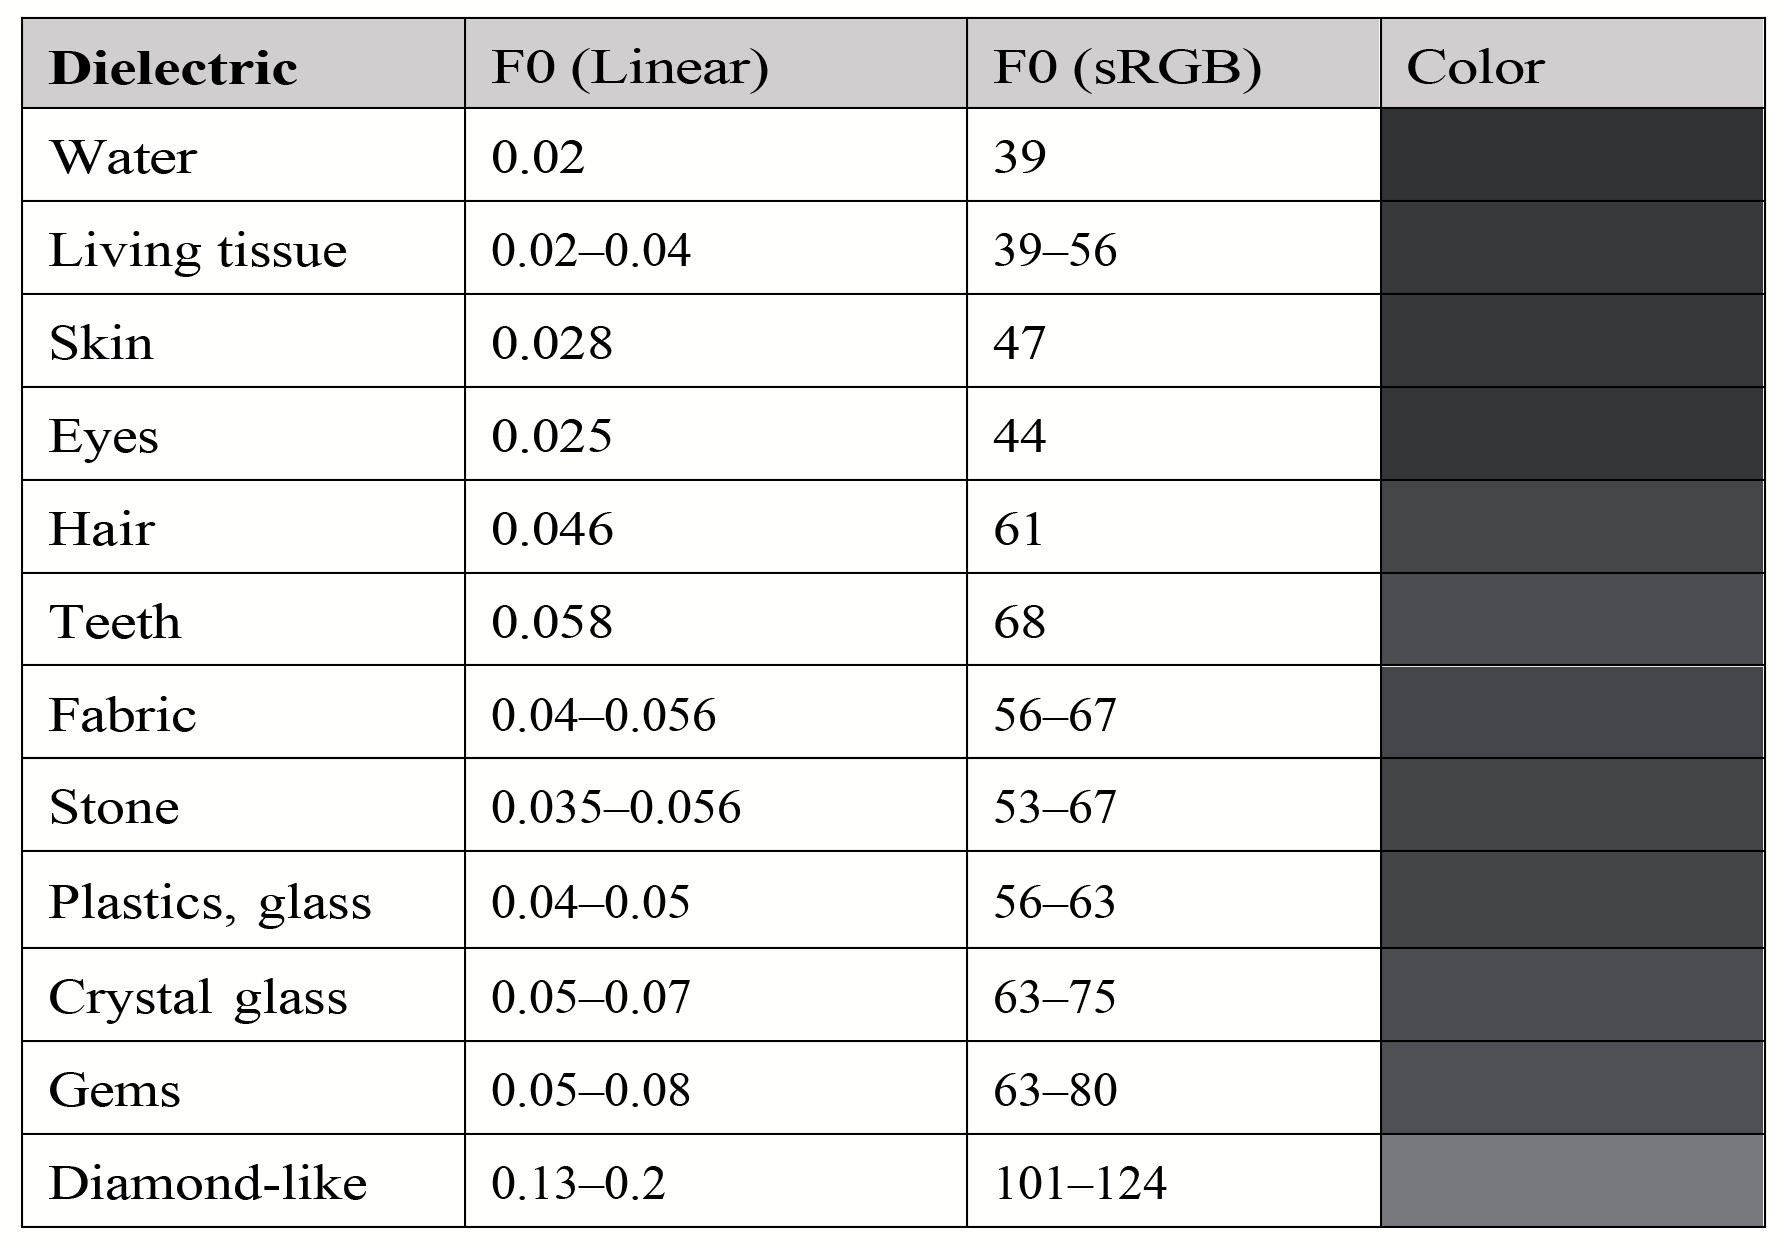 Dielectric F0 (Linear) F0 (sRGB) Color
Water 0.02 39
Living tissue 0.02–0.04 39–56
Skin 0.028 47
Eyes 0.025 44
Hair 0.046 61
Teeth 0.058 68
Fabric 0.04–0.056 56–67
Stone 0.035–0.056 53–67
Plastics, glass 0.04–0.05 56–63
Crystal glass 0.05–0.07 63–75
Gems 0.05–0.08 63–80
Diamond-like 0.13–0.2 101–124